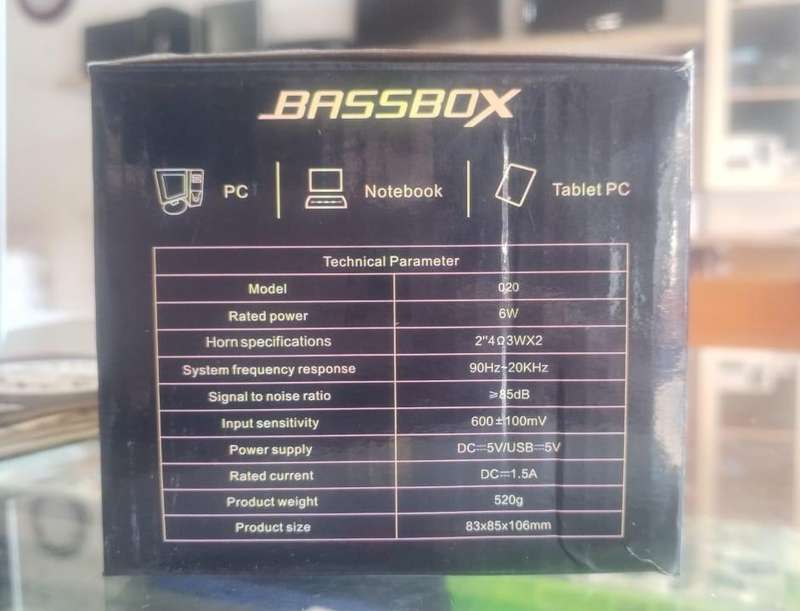 BASSBOX
PC Notebook Tablet PC
Technical Parameter
Model 020
Rated power 6W
Horn specifications 2"4Ω3WX2
System frequency response 90Hz~20KHz
Signal to noise ratio ≥85dB
Input sensitivity 600±100mV
Power supply DC⎓5V/USB⎓5V
Rated current DC⎓1.5A
Product weight 520g
Product size 83x85x106mm